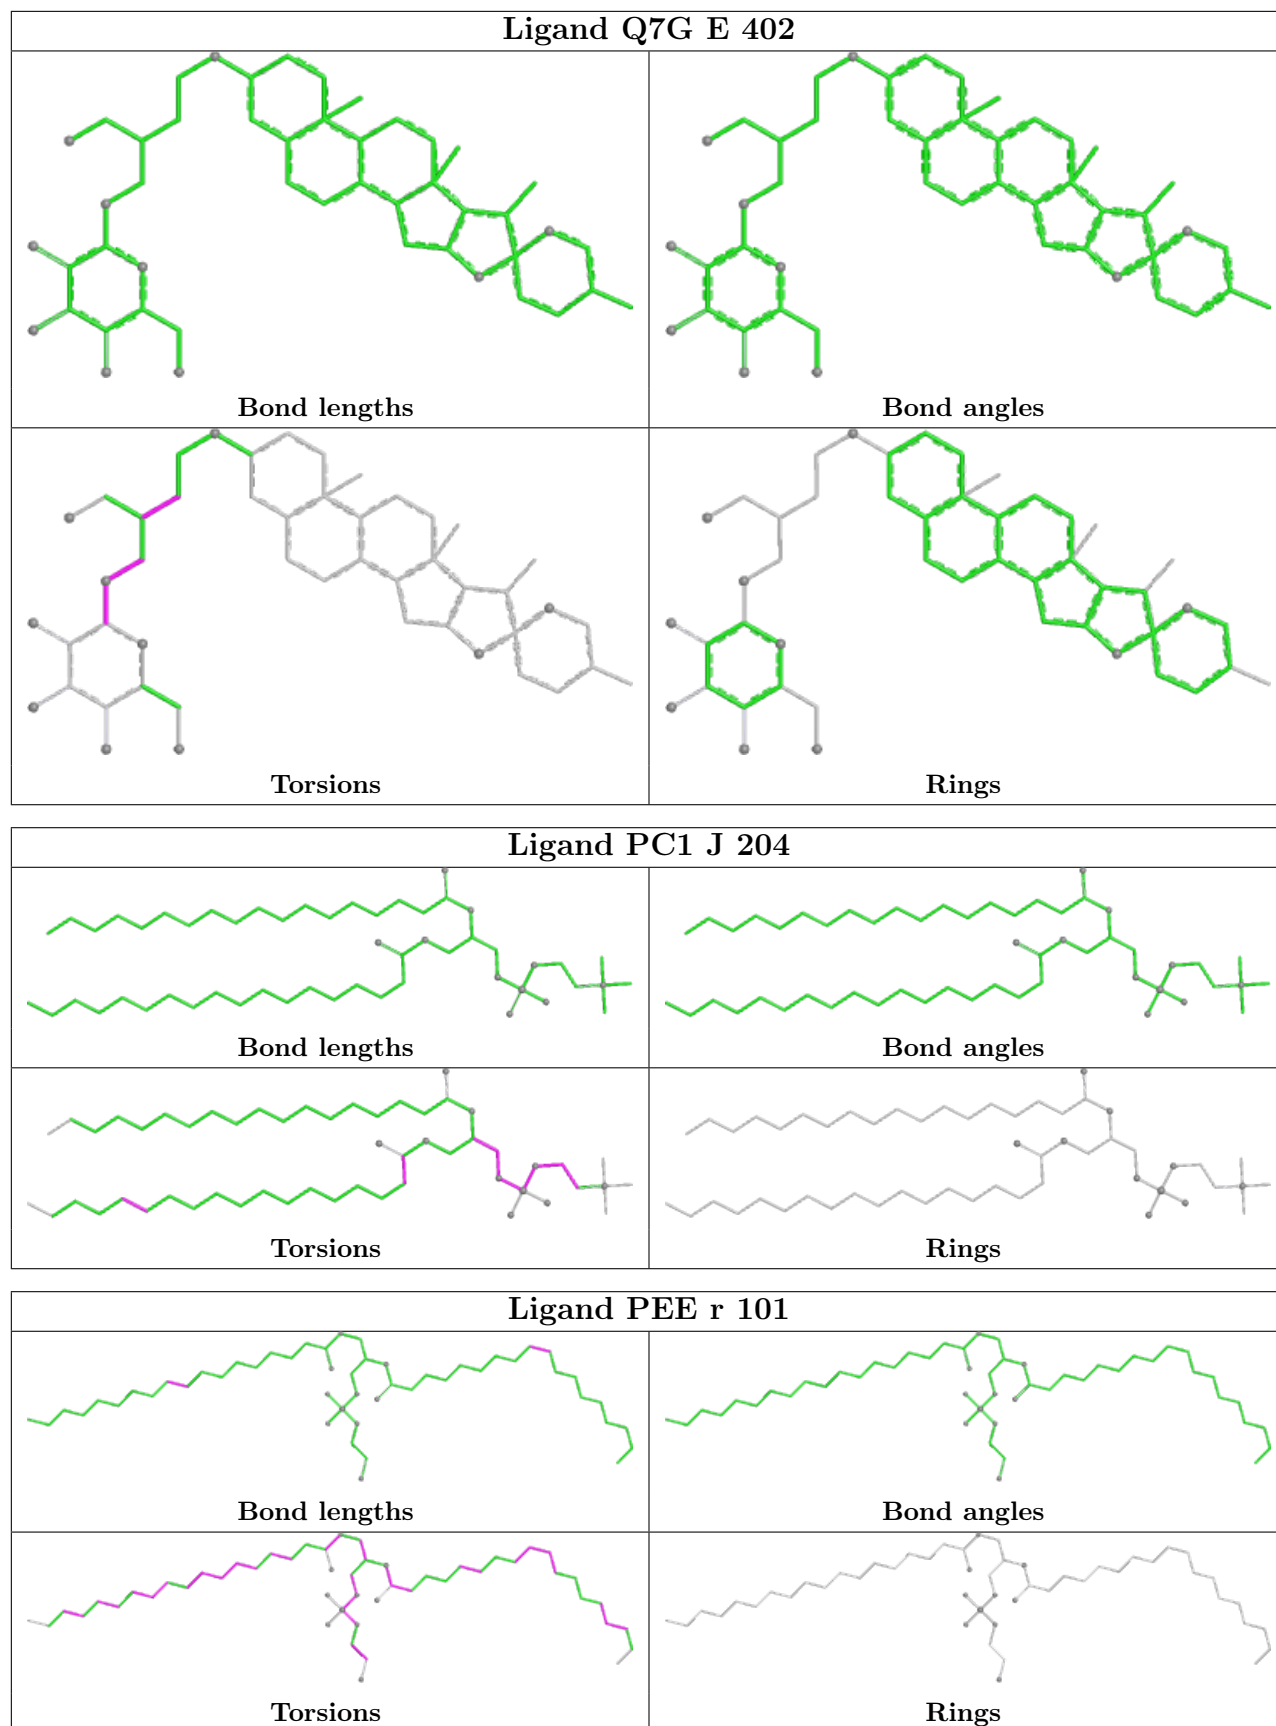 Ligand Q7G E 402
Bond lengths
Bond angles
Torsions
Rings
Ligand PC1 J 204
Bond lengths
Bond angles
Torsions
Rings
Ligand PEE r 101
Bond lengths
Bond angles
Torsions
Rings